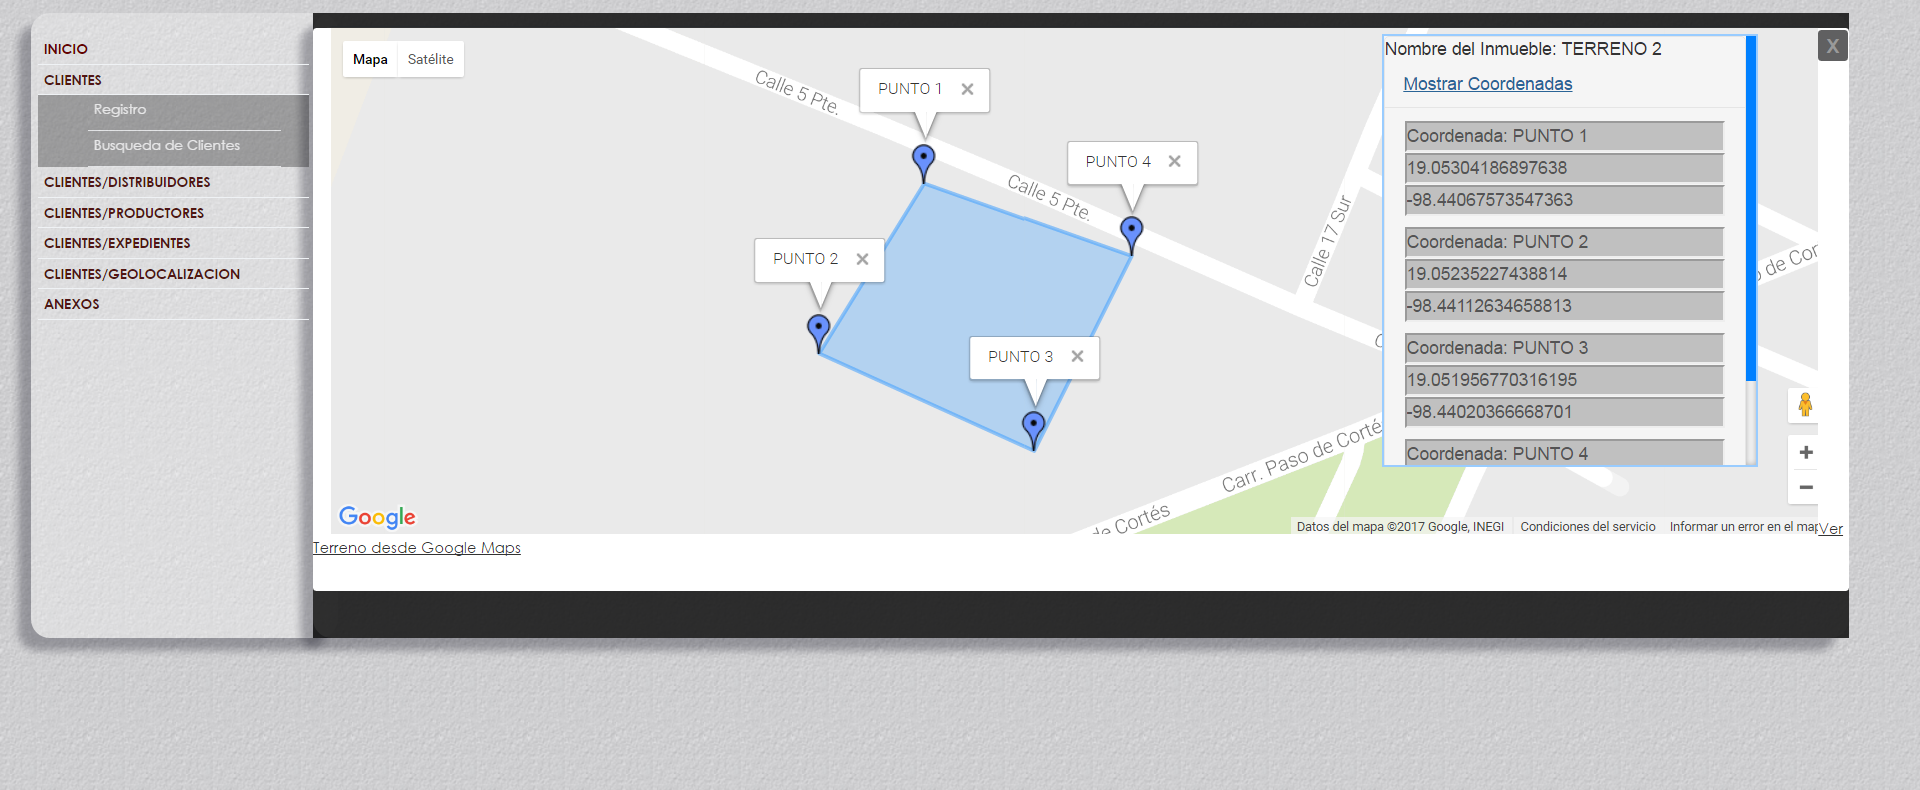 INICIO
CLIENTES
Registro
Busqueda de Clientes
CLIENTES/DISTRIBUIDORES
CLIENTES/PRODUCTORES
CLIENTES/EXPEDIENTES
CLIENTES/GEOLOCALIZACION
ANEXOS
Mapa Satélite
Calle 5 Pte.
PUNTO 1
PUNTO 4
Calle 5 Pte.
Calle 17 Sur
PUNTO 2
PUNTO 3
Carr. Paso de Corté
de Cortés
o de Cor
Nombre del Inmueble: TERRENO 2
Mostrar Coordenadas
Coordenada: PUNTO 1
19.05304186897638
-98.44067573547363
Coordenada: PUNTO 2
19.05235227438814
-98.44112634658813
Coordenada: PUNTO 3
19.051956770316195
-98.44020366668701
Coordenada: PUNTO 4
X
Google
Datos del mapa ©2017 Google, INEGI Condiciones del servicio Informar un error en el map
Ver
Terreno desde Google Maps